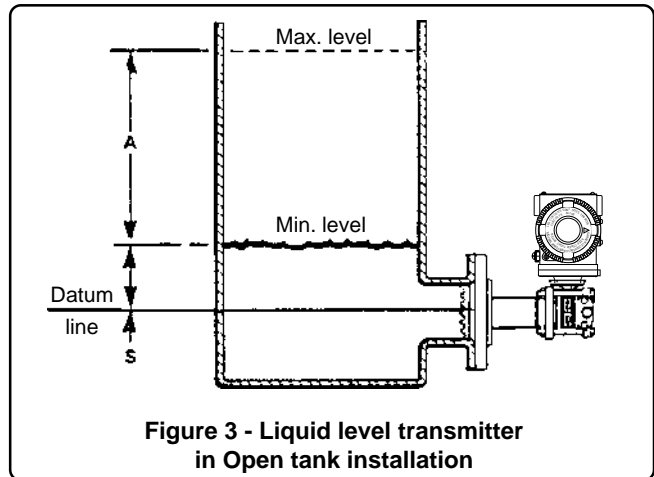 Max. level
A
Min. level
Datum
line
S
Figure 3 - Liquid level transmitter
in Open tank installation